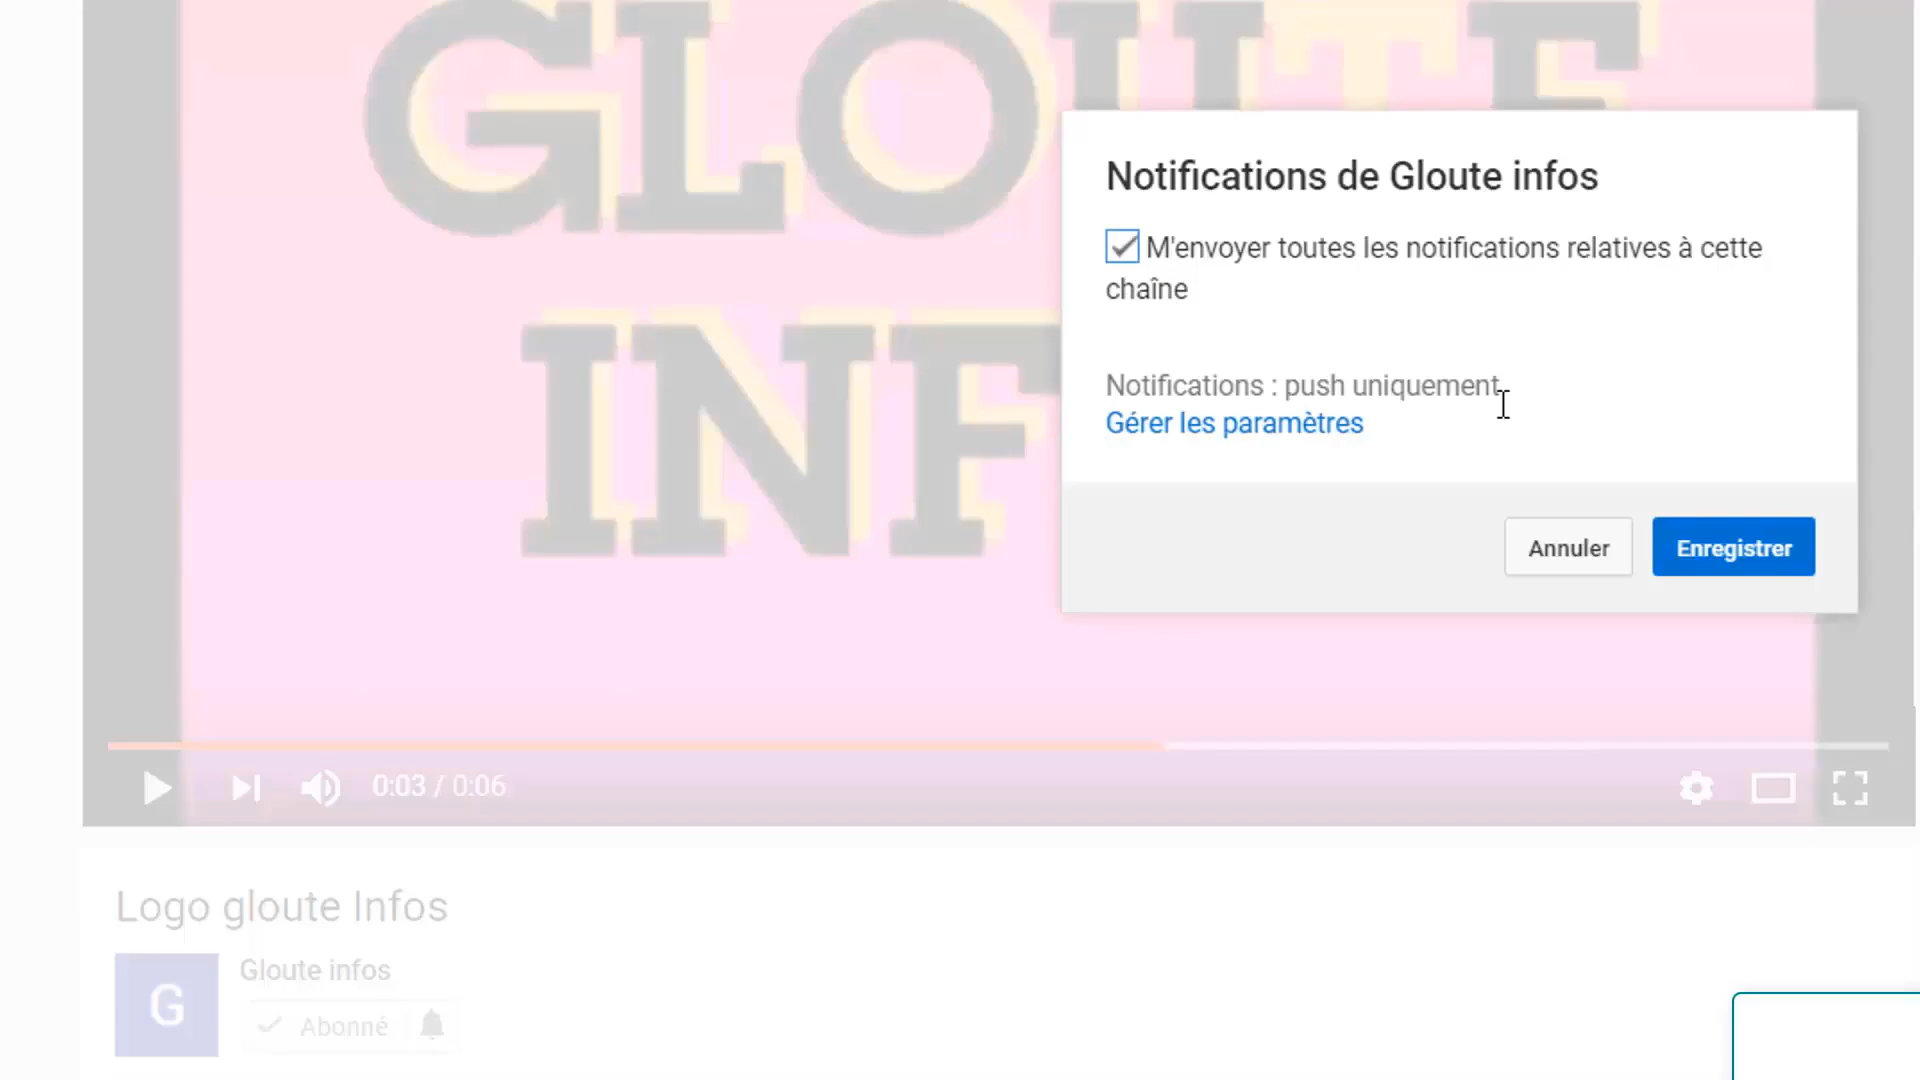 GLOUTE
INF
Notifications de Gloute infos
M'envoyer toutes les notifications relatives à cette
chaîne
Notifications : push uniquement
Gérer les paramètres
Annuler
Enregistrer
0:03 / 0:06
Logo gloute Infos
G
Gloute infos
Abonné